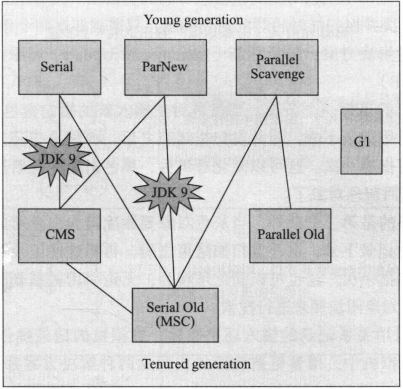 Young generation
Serial
ParNew
Parallel
Scavenge
G1
JDK 9
JDK 9
CMS
Parallel Old
Serial Old
(MSC)
Tenured generation